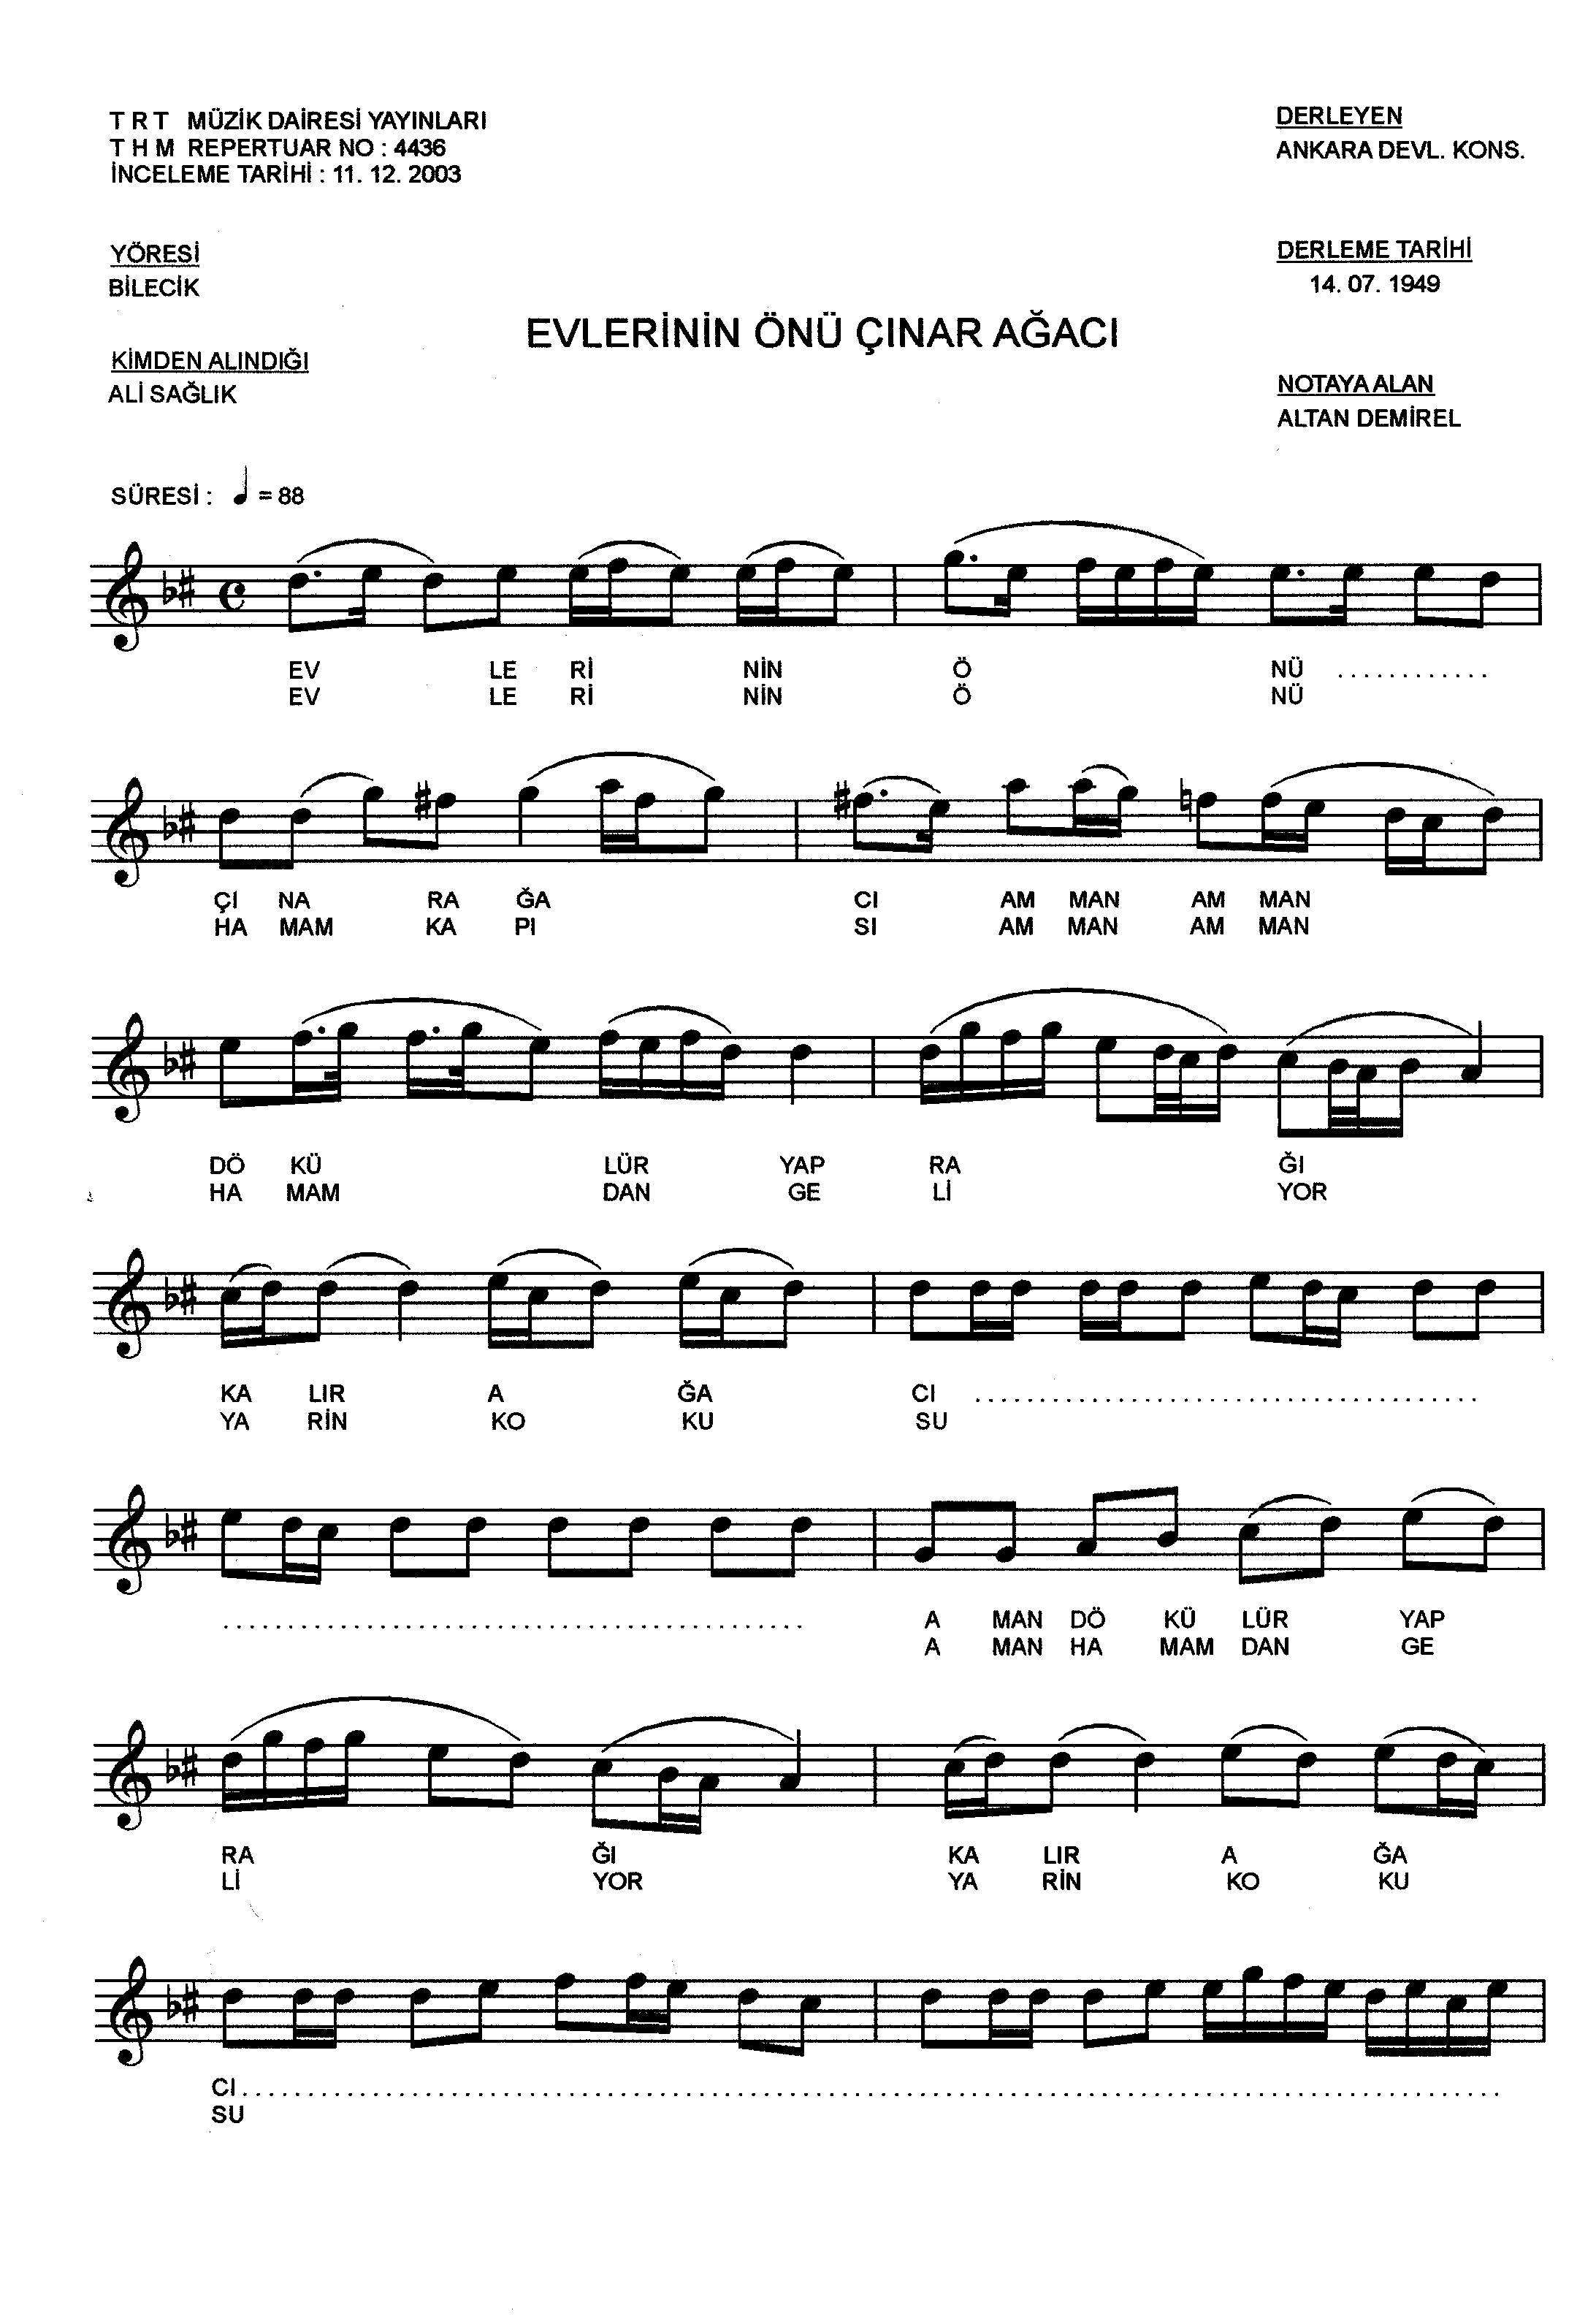 T R T MÜZİK DAİRESİ YAYINLARI
T H M REPERTUAR NO : 4436
İNCELEME TARİHİ : 11. 12. 2003
DERLEYEN
ANKARA DEVL. KONS.
YÖRESİ
BİLECİK
DERLEME TARİHİ
14. 07. 1949
EVLERİNİN ÖNÜ ÇINAR AĞACI
KİMDEN ALINDIĞI
ALİ SAĞLIK
NOTAYA ALAN
ALTAN DEMİREL
SÜRESİ : = 88
EV LE Rİ NİN Ö NÜ ............
EV LE Rİ NİN Ö NÜ
ÇI NA RA ĞA CI AM MAN AM MAN
HA MAM KA PI SI AM MAN AM MAN
DÖ KÜ LÜR YAP RA ĞI
HA MAM DAN GE Lİ YOR
KA LIR A ĞA CI .......................................
YA RİN KO KU SU
............................................. A MAN DÖ KÜ LÜR YAP
A MAN HA MAM DAN GE
RA ĞI KA LIR A ĞA
Lİ YOR YA RİN KO KU
CI.................................................................................................
SU